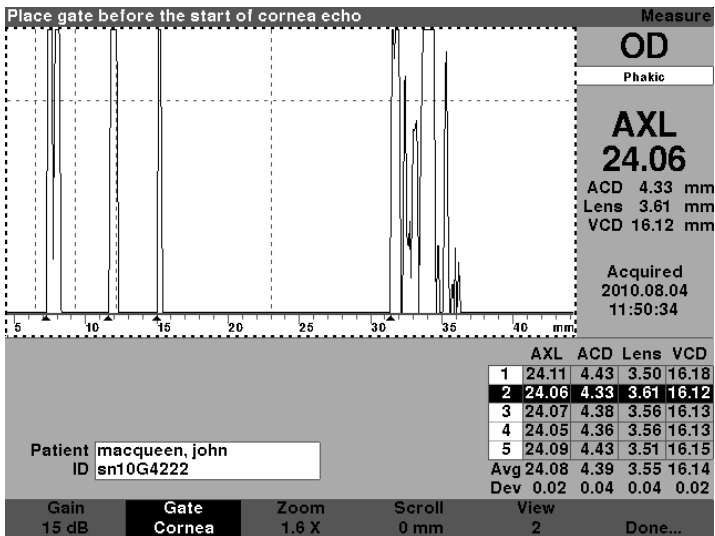 Place gate before the start of cornea echo Measure
OD
Phakic
AXL
24.06
ACD 4.33 mm
Lens 3.61 mm
VCD 16.12 mm
Acquired
2010.08.04
11:50:34
5 10 15 20 25 30 35 40 mm
AXL ACD Lens VCD
1 24.11 4.43 3.50 16.18
2 24.06 4.33 3.61 16.12
3 24.07 4.38 3.56 16.13
4 24.05 4.36 3.56 16.13
5 24.09 4.43 3.51 16.15
Avg 24.08 4.39 3.55 16.14
Dev 0.02 0.04 0.04 0.02
Patient macqueen, john
ID sn10G4222
Gain Gate Zoom Scroll View
15 dB Cornea 1.6 X 0 mm 2 Done...